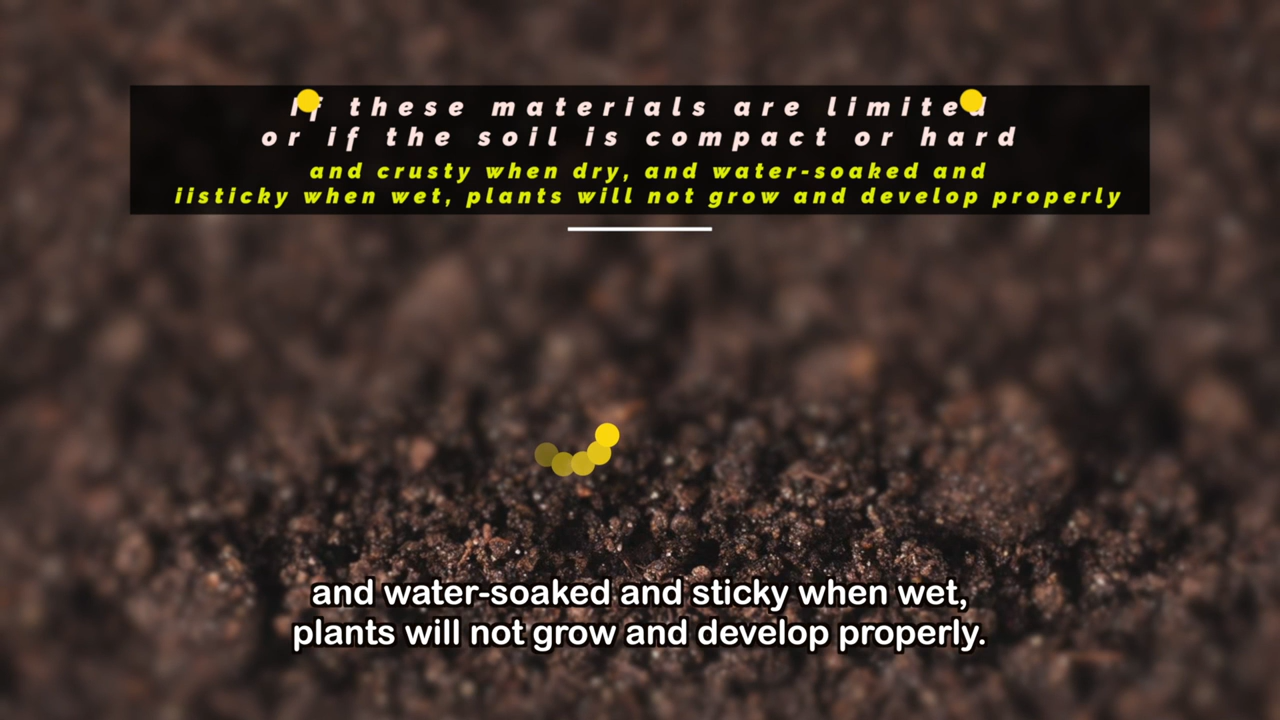 If these materials are limited
or if the soil is compact or hard
and crusty when dry, and water-soaked and
iisticky when wet, plants will not grow and develop properly
and water-soaked and sticky when wet,
plants will not grow and develop properly.